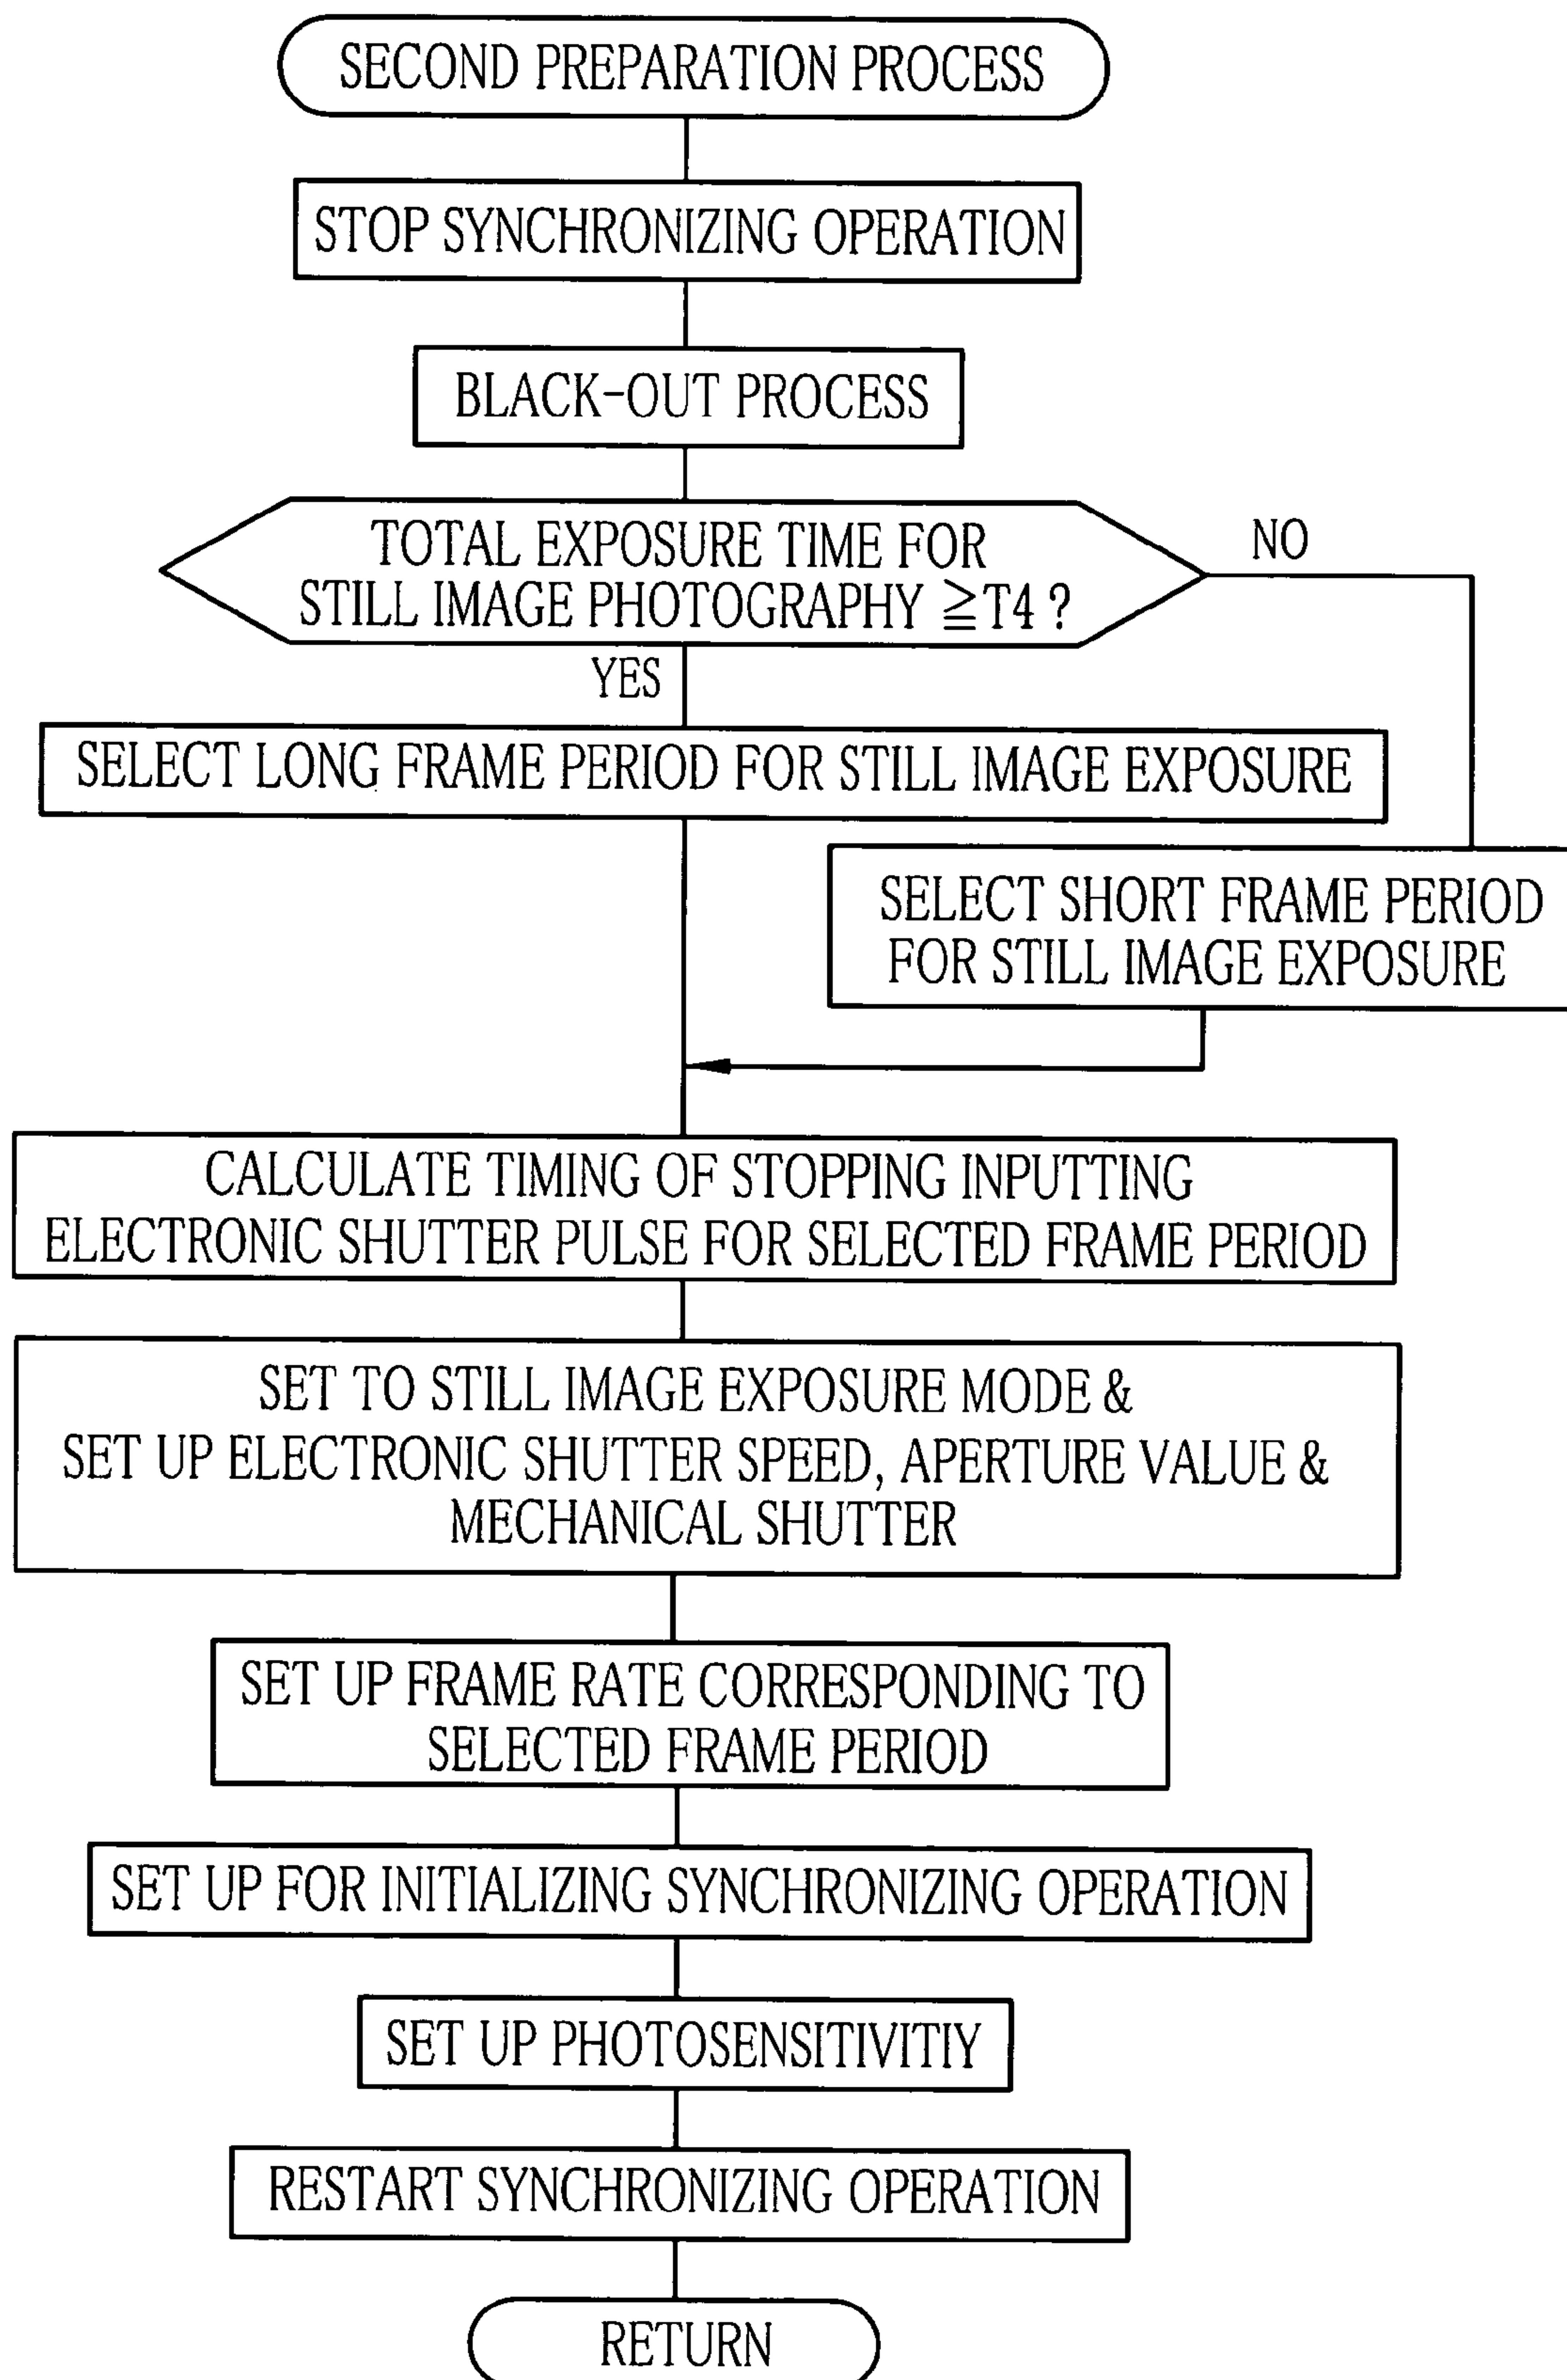 SECOND PREPARATION PROCESS
STOP SYNCHRONIZING OPERATION
BLACK-OUT PROCESS
TOTAL EXPOSURE TIME FOR
STILL IMAGE PHOTOGRAPHY ≧T4 ?
NO
YES
SELECT LONG FRAME PERIOD FOR STILL IMAGE EXPOSURE
SELECT SHORT FRAME PERIOD
FOR STILL IMAGE EXPOSURE
CALCULATE TIMING OF STOPPING INPUTTING
ELECTRONIC SHUTTER PULSE FOR SELECTED FRAME PERIOD
SET TO STILL IMAGE EXPOSURE MODE &
SET UP ELECTRONIC SHUTTER SPEED, APERTURE VALUE &
MECHANICAL SHUTTER
SET UP FRAME RATE CORRESPONDING TO
SELECTED FRAME PERIOD
SET UP FOR INITIALIZING SYNCHRONIZING OPERATION
SET UP PHOTOSENSITIVITIY
RESTART SYNCHRONIZING OPERATION
RETURN